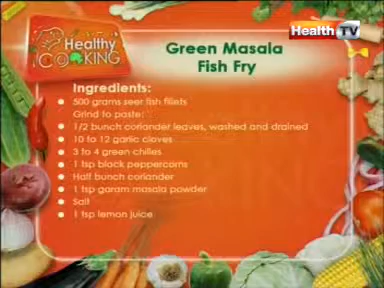 Health TV
Healthy
COOKING
Green Masala
Fish Fry
Ingredients:
500 grams seer fish fillets
Grind to paste:
1/2 bunch coriander leaves, washed and drained
10 to 12 garlic cloves
3 to 4 green chillies
1 tsp black peppercorns
Half bunch coriander
1 tsp garam masala powder
Salt
1 tsp lemon juice